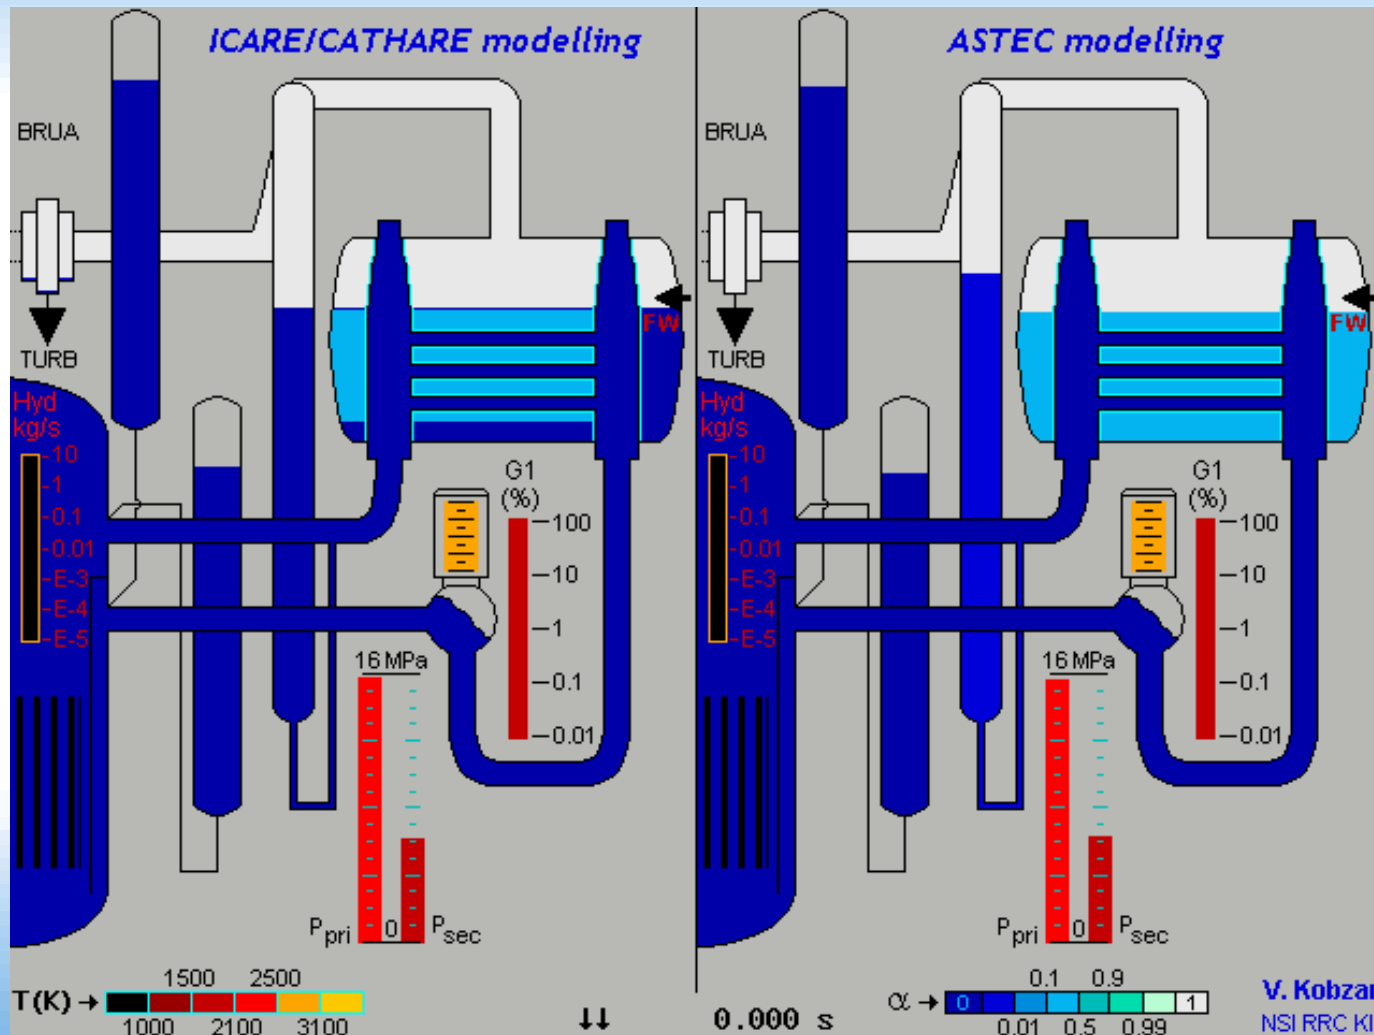 ICARE/CATHARE modelling
BRUA
TURB
FW
Hyd
kg/s
10
1
0.1
0.01
E-3
E-4
E-5
G1
(%)
100
10
1
0.1
0.01
16 MPa
P pri 0 P sec
ASTEC modelling
BRUA
TURB
FW
Hyd
kg/s
10
1
0.1
0.01
E-3
E-4
E-5
G1
(%)
100
10
1
0.1
0.01
16 MPa
P pri 0 P sec
1500 2500
T(K)
1000 2100 3100
0.000 s
0.1 0.9
α 0 1
0.01 0.5 0.99
V. Kobzar
NSI RRC KI